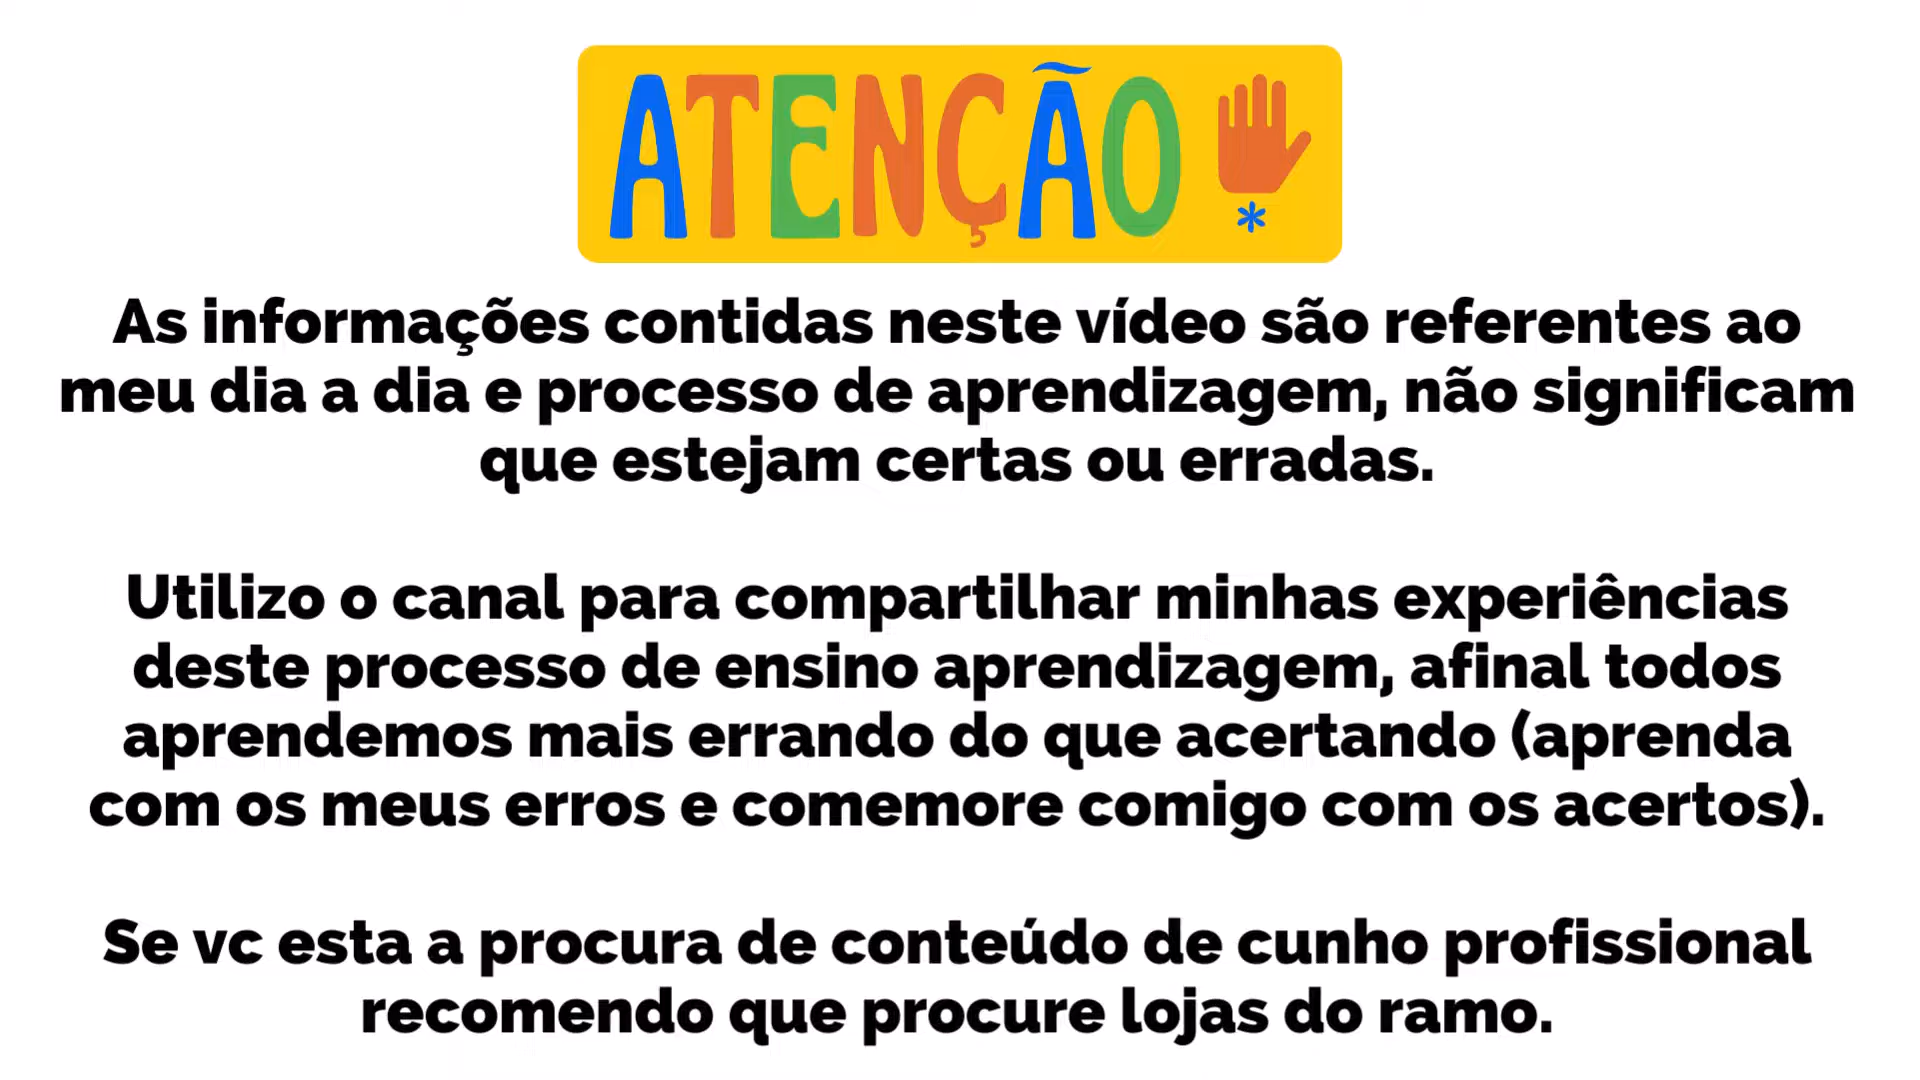 ATENÇÃO
As informações contidas neste vídeo são referentes ao
meu dia a dia e processo de aprendizagem, não significam
que estejam certas ou erradas.
Utilizo o canal para compartilhar minhas experiências
deste processo de ensino aprendizagem, afinal todos
aprendemos mais errando do que acertando (aprenda
com os meus erros e comemore comigo com os acertos).
Se vc esta a procura de conteúdo de cunho profissional
recomendo que procure lojas do ramo.